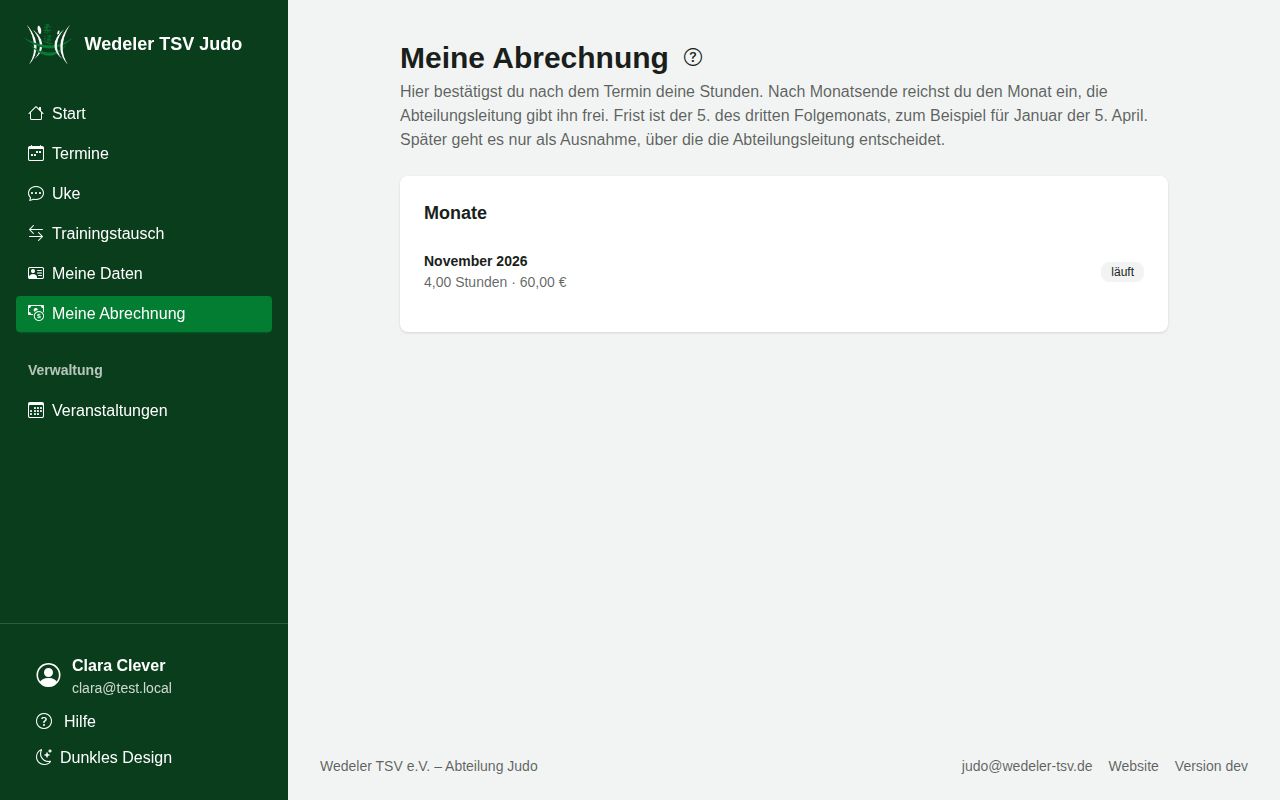 Wedeler TSV Judo
Start
Termine
Uke
Trainingstausch
Meine Daten
Meine Abrechnung
Verwaltung
Veranstaltungen
Clara Clever
clara@test.local
Hilfe
Dunkles Design
Meine Abrechnung
Hier bestätigst du nach dem Termin deine Stunden. Nach Monatsende reichst du den Monat ein, die
Abteilungsleitung gibt ihn frei. Frist ist der 5. des dritten Folgemonats, zum Beispiel für Januar der 5. April.
Später geht es nur als Ausnahme, über die die Abteilungsleitung entscheidet.
Monate
November 2026
4,00 Stunden · 60,00 €
läuft
Wedeler TSV e.V. – Abteilung Judo
judo@wedeler-tsv.de Website Version dev